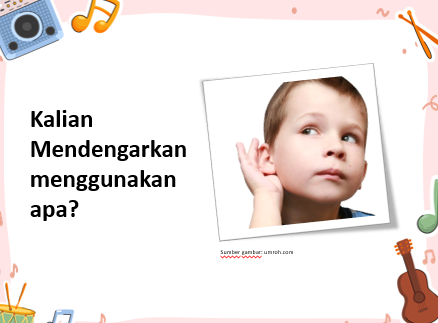 Kalian
Mendengarkan
menggunakan
apa?
Sumber gambar: umroh.com